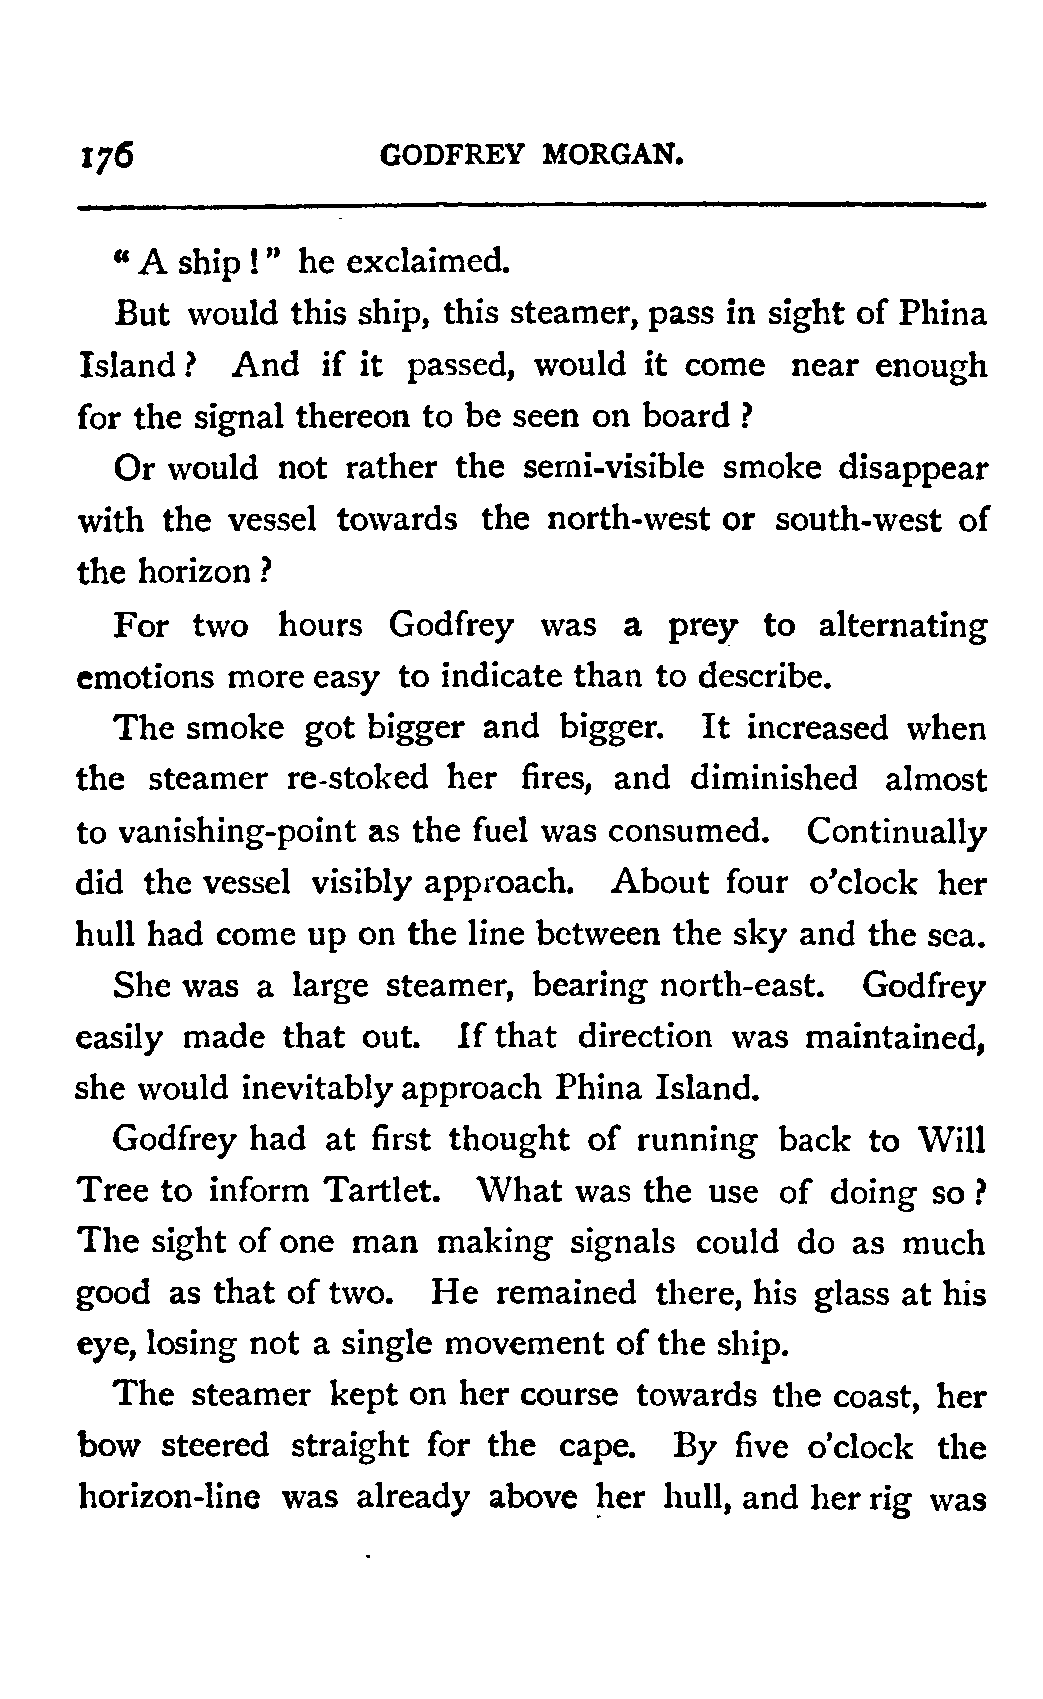 176 GODFREY MORGAN.
“ A ship ! ” he exclaimed.
But would this ship, this steamer, pass in sight of Phina
Island ? And if it passed, would it come near enough
for the signal thereon to be seen on board ?
Or would not rather the semi-visible smoke disappear
with the vessel towards the north-west or south-west of
the horizon ?
For two hours Godfrey was a prey to alternating
emotions more easy to indicate than to describe.
The smoke got bigger and bigger. It increased when
the steamer re-stoked her fires, and diminished almost
to vanishing-point as the fuel was consumed. Continually
did the vessel visibly approach. About four o’clock her
hull had come up on the line between the sky and the sea.
She was a large steamer, bearing north-east. Godfrey
easily made that out. If that direction was maintained,
she would inevitably approach Phina Island.
Godfrey had at first thought of running back to Will
Tree to inform Tartlet. What was the use of doing so ?
The sight of one man making signals could do as much
good as that of two. He remained there, his glass at his
eye, losing not a single movement of the ship.
The steamer kept on her course towards the coast, her
bow steered straight for the cape. By five o’clock the
horizon-line was already above her hull, and her rig was